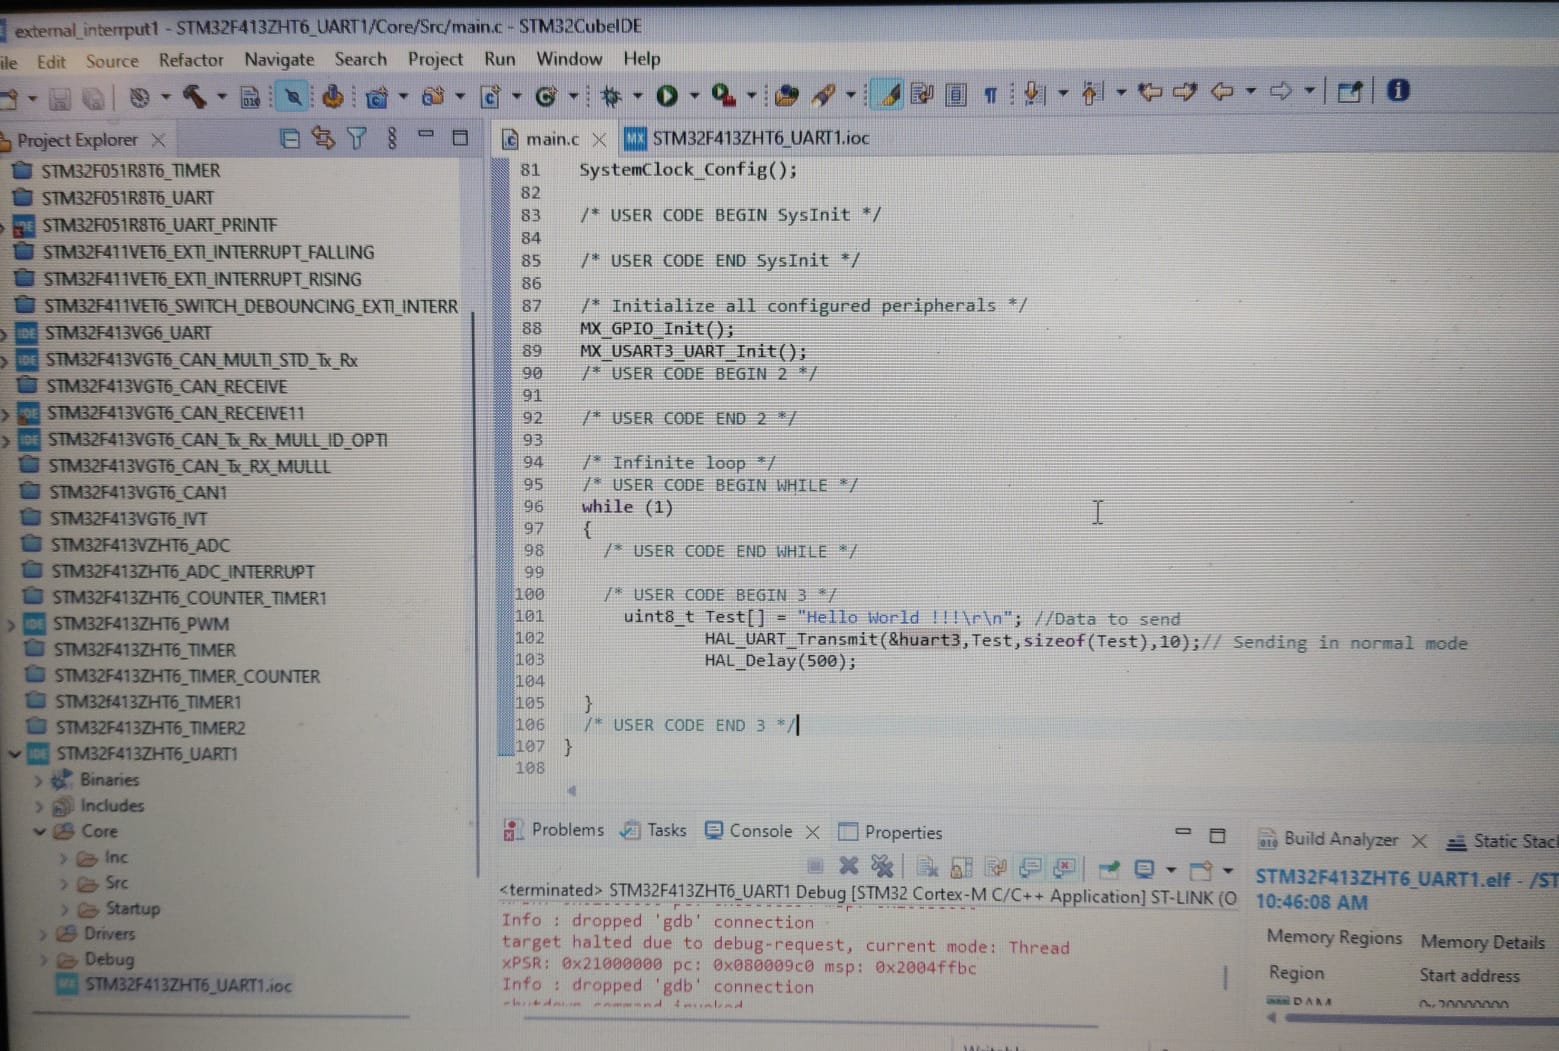 external_interrput1 - STM32F413ZHT6_UART1/Core/Src/main.c - STM32CubeIDE
ile Edit Source Refactor Navigate Search Project Run Window Help
Project Explorer
main.c
STM32F413ZHT6_UART1.ioc
STM32F051R8T6_TIMER
STM32F051R8T6_UART
STM32F051R8T6_UART_PRINTF
STM32F411VET6_EXTI_INTERRUPT_FALLING
STM32F411VET6_EXTI_INTERRUPT_RISING
STM32F411VET6_SWITCH_DEBOUNCING_EXTI_INTERR
STM32F413VG6_UART
STM32F413VGT6_CAN_MULTI_STD_Tx_Rx
STM32F413VGT6_CAN_RECEIVE
STM32F413VGT6_CAN_RECEIVE11
STM32F413VGT6_CAN_Tx_Rx_MULL_ID_OPTI
STM32F413VGT6_CAN_Tx_RX_MULLL
STM32F413VGT6_CAN1
STM32F413VGT6_IVT
STM32F413VZHT6_ADC
STM32F413ZHT6_ADC_INTERRUPT
STM32F413ZHT6_COUNTER_TIMER1
STM32F413ZHT6_PWM
STM32F413ZHT6_TIMER
STM32F413ZHT6_TIMER_COUNTER
STM32f413ZHT6_TIMER1
STM32F413ZHT6_TIMER2
STM32F413ZHT6_UART1
Binaries
Includes
Core
Inc
Src
Startup
Drivers
Debug
STM32F413ZHT6_UART1.ioc
81 SystemClock_Config();
82
83 /* USER CODE BEGIN SysInit */
84
85 /* USER CODE END SysInit */
86
87 /* Initialize all configured peripherals */
88 MX_GPIO_Init();
89 MX_USART3_UART_Init();
90 /* USER CODE BEGIN 2 */
91
92 /* USER CODE END 2 */
93
94 /* Infinite loop */
95 /* USER CODE BEGIN WHILE */
96 while (1)
97 {
98 /* USER CODE END WHILE */
99
100 /* USER CODE BEGIN 3 */
101 uint8_t Test[] = "Hello World !!!\r\n"; //Data to send
102 HAL_UART_Transmit(&huart3,Test,sizeof(Test),10);// Sending in normal mode
103 HAL_Delay(500);
104
105 }
106 /* USER CODE END 3 */
107 }
108
Problems Tasks Console Properties
<terminated> STM32F413ZHT6_UART1 Debug [STM32 Cortex-M C/C++ Application] ST-LINK (O
Info : dropped 'gdb' connection
target halted due to debug-request, current mode: Thread
xPSR: 0x21000000 pc: 0x080009c0 msp: 0x2004ffbc
Info : dropped 'gdb' connection
Build Analyzer Static Stac
STM32F413ZHT6_UART1.elf - /ST
10:46:08 AM
Memory Regions Memory Details
Region Start address